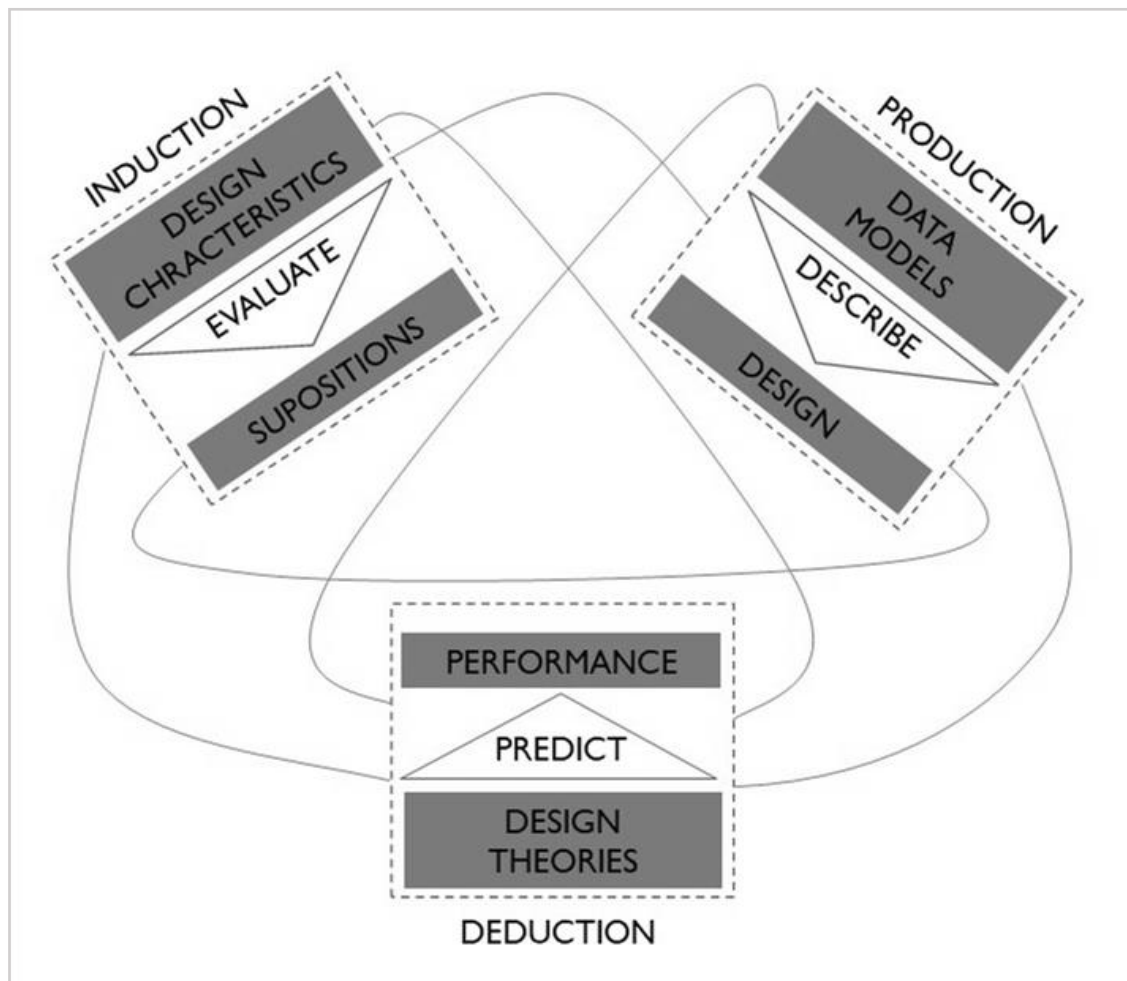 INDUCTION
DESIGN
CHRACTERISTICS
EVALUATE
SUPOSITIONS
PRODUCTION
DATA
MODELS
DESCRIBE
DESIGN
PERFORMANCE
PREDICT
DESIGN
THEORIES
DEDUCTION